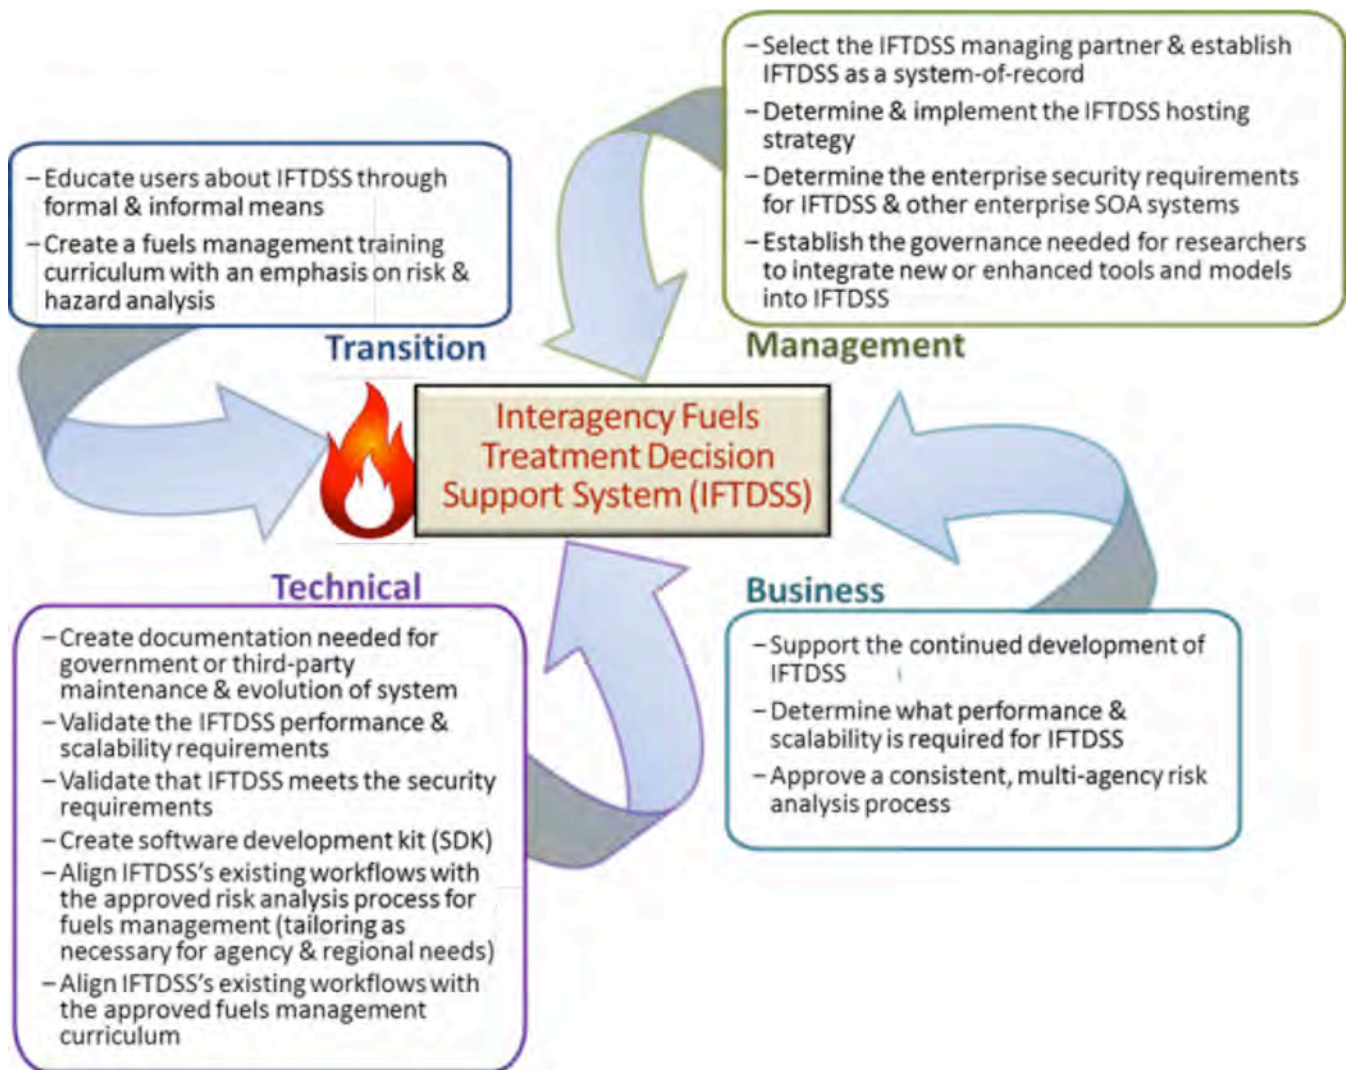 – Educate users about IFTDSS through
formal & informal means
– Create a fuels management training
curriculum with an emphasis on risk &
hazard analysis
Transition
– Select the IFTDSS managing partner & establish
IFTDSS as a system-of-record
– Determine & implement the IFTDSS hosting
strategy
– Determine the enterprise security requirements
for IFTDSS & other enterprise SOA systems
– Establish the governance needed for researchers
to integrate new or enhanced tools and models
into IFTDSS
Management
Interagency Fuels
Treatment Decision
Support System (IFTDSS)
Technical
– Create documentation needed for
government or third-party
maintenance & evolution of system
– Validate the IFTDSS performance &
scalability requirements
– Validate that IFTDSS meets the security
requirements
– Create software development kit (SDK)
– Align IFTDSS's existing workflows with
the approved risk analysis process for
fuels management (tailoring as
necessary for agency & regional needs)
– Align IFTDSS's existing workflows with
the approved fuels management
curriculum
Business
– Support the continued development of
IFTDSS
– Determine what performance &
scalability is required for IFTDSS
– Approve a consistent, multi-agency risk
analysis process